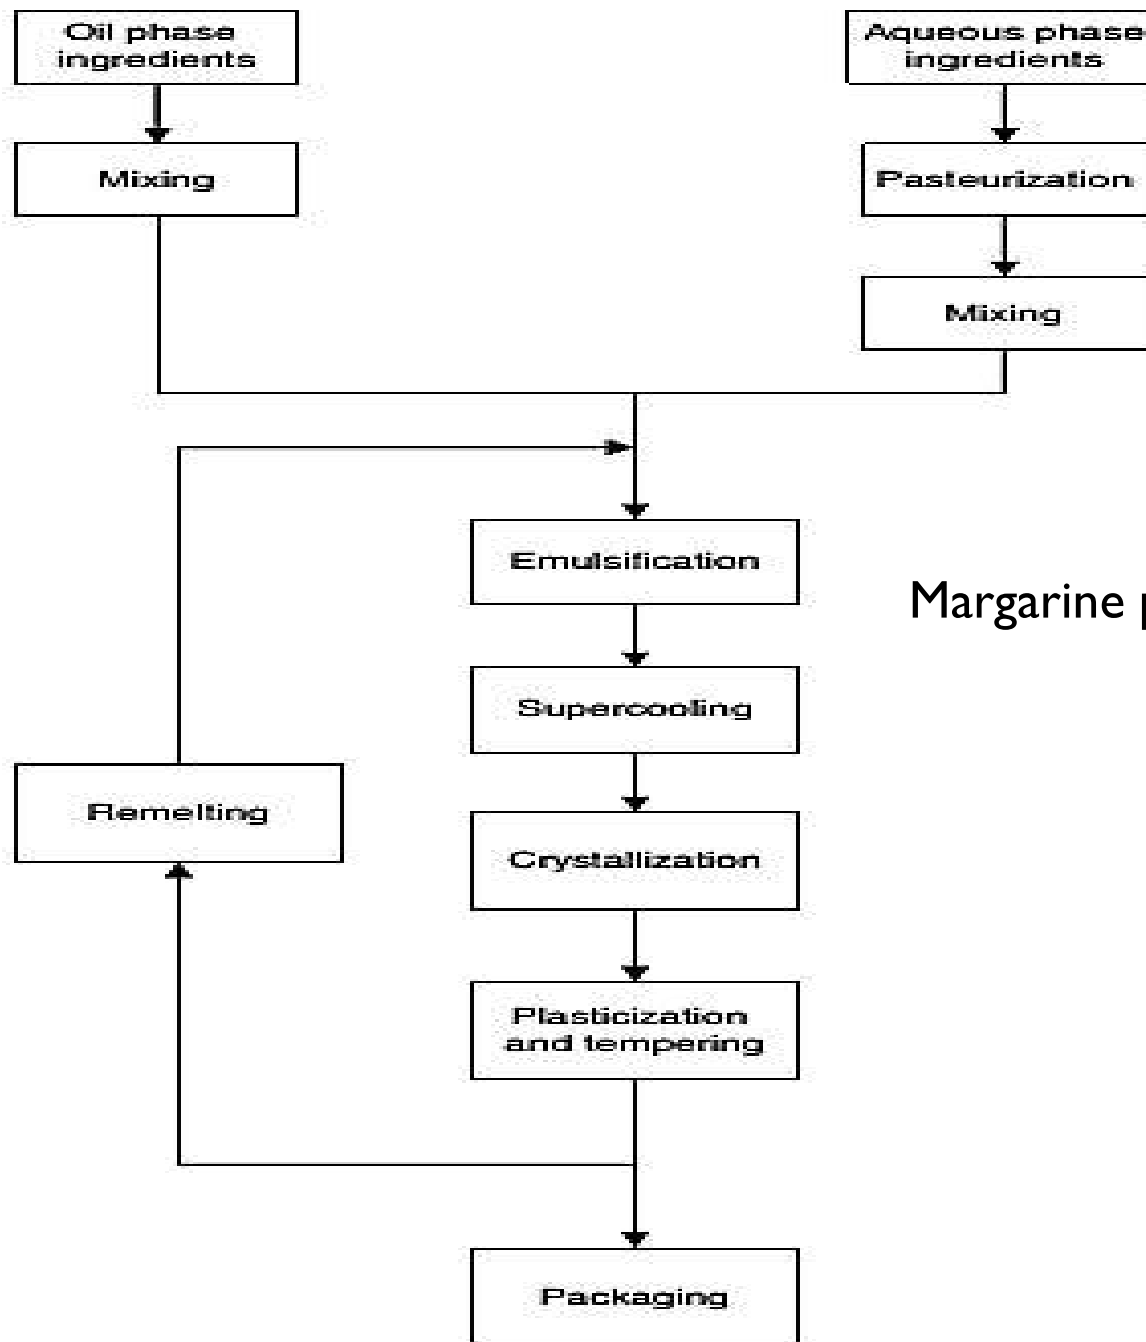 Oil phase
ingredients
Aqueous phase
ingredients
Mixing
Pasteurization
Mixing
Emulsification
Margarine p
Supercooling
Remelting
Crystallization
Plasticization
and tempering
Packaging